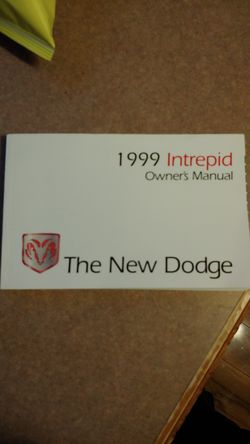 1999 Intrepid
Owner's Manual
The New Dodge